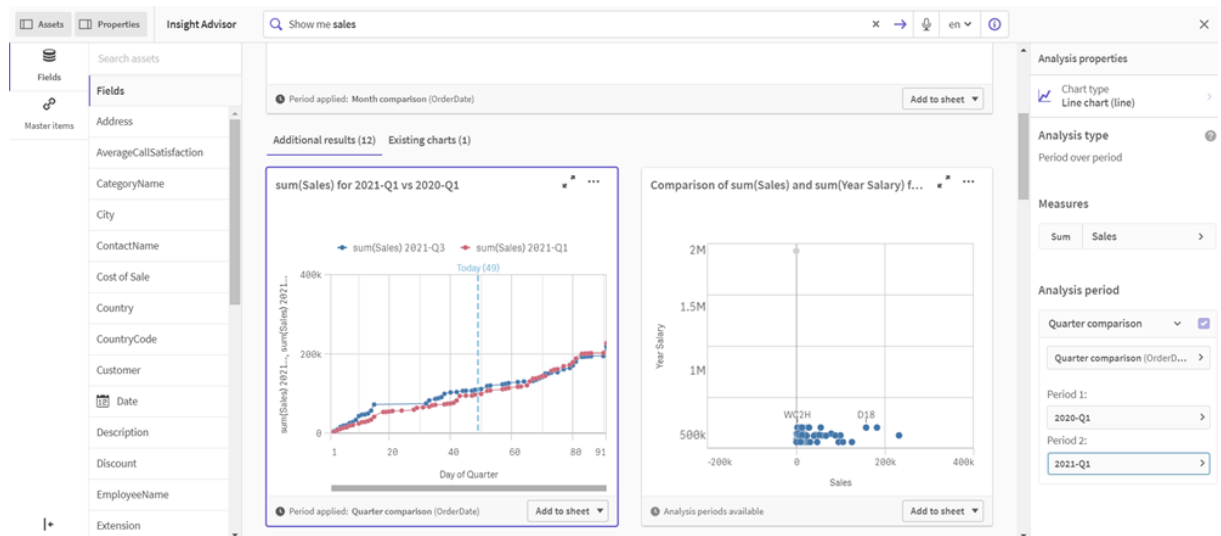 Assets Properties Insight Advisor Show me sales en
Fields
Master items
Search assets
Fields
Address
AverageCallSatisfaction
CategoryName
City
ContactName
Cost of Sale
Country
CountryCode
Customer
Date
Description
Discount
EmployeeName
Extension
Period applied: Month comparison (OrderDate) Add to sheet
Additional results (12) Existing charts (1)
sum(Sales) for 2021-Q1 vs 2020-Q1
sum(Sales) 2021-Q3 sum(Sales) 2021-Q1
Today (49)
sum(Sales) 2021..., sum(Sales) 2021...
400k
200k
0
1 20 40 60 80 91
Day of Quarter
Period applied: Quarter comparison (OrderDate) Add to sheet
Comparison of sum(Sales) and sum(Year Salary) f...
Year Salary
2M
1.5M
1M
500k
WC2H D18
-200k 0 200k 400k
Sales
Analysis periods available Add to sheet
Analysis properties
Chart type
Line chart (line)
Analysis type
Period over period
Measures
Sum Sales
Analysis period
Quarter comparison
Quarter comparison (OrderD...
Period 1:
2020-Q1
Period 2:
2021-Q1